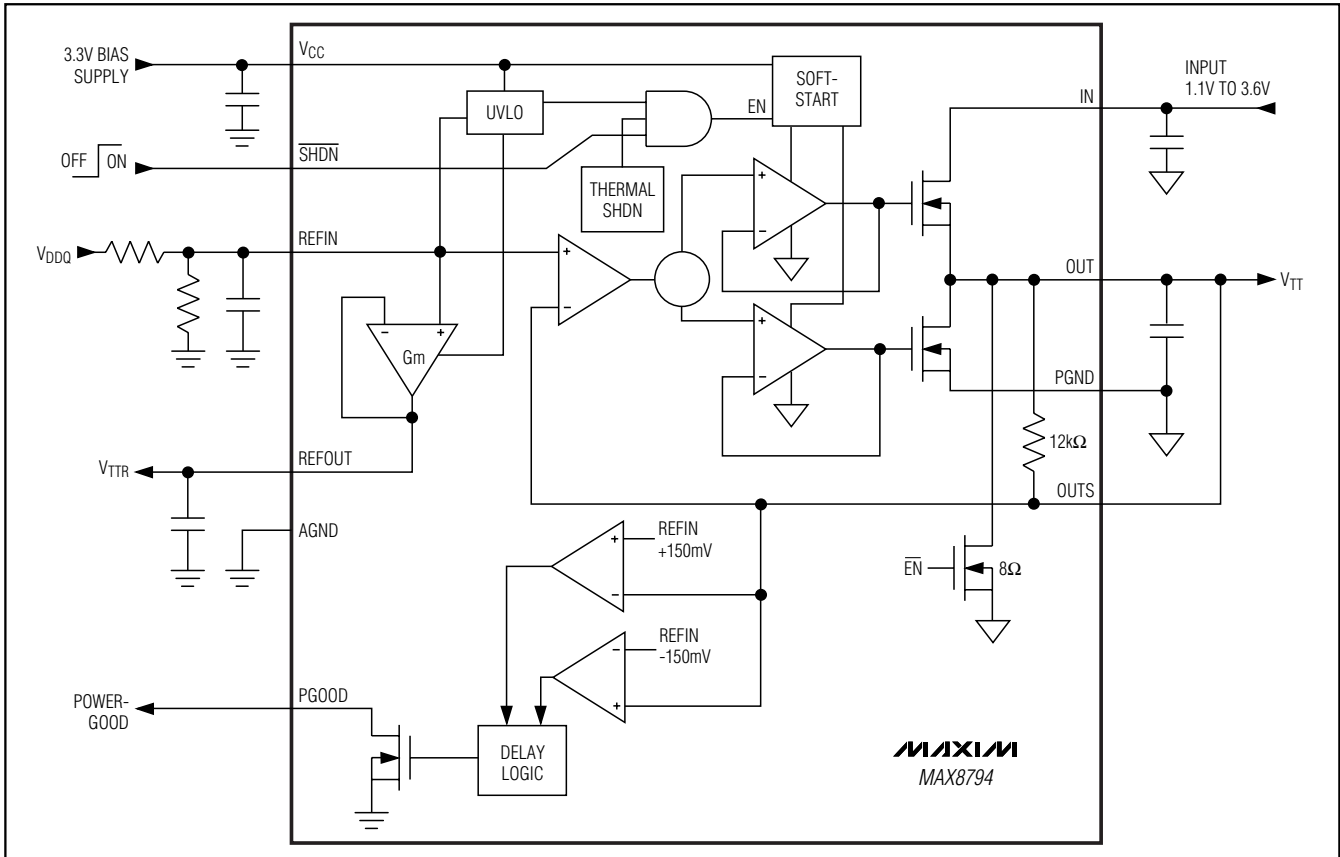 3.3V BIAS
SUPPLY
VCC
SOFT-
START
INPUT
1.1V TO 3.6V
IN
UVLO
EN
OFF
ON
SHDN
THERMAL
SHDN
VDDQ
REFIN
+
-
+
-
OUT
VTT
-
+
Gm
+
-
PGND
12kΩ
VTTR
REFOUT
OUTS
AGND
+
REFIN
+150mV
-
EN
8Ω
-
REFIN
-150mV
+
POWER-
GOOD
PGOOD
DELAY
LOGIC
MAXIM
MAX8794